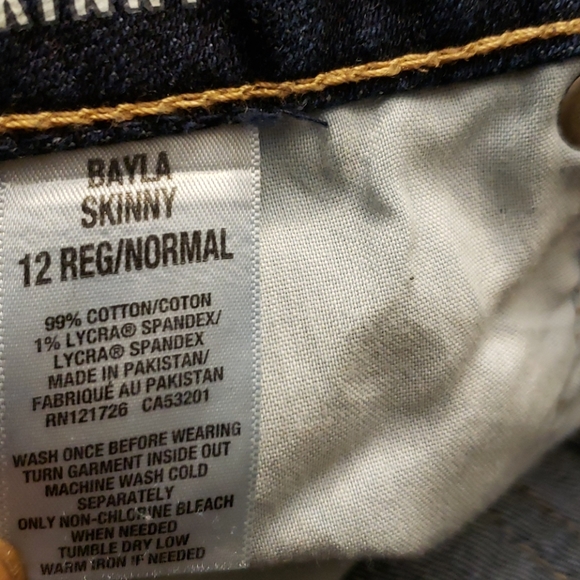 BAYLA
SKINNY
12 REG/NORMAL
99% COTTON/COTON
1% LYCRA® SPANDEX/
LYCRA® SPANDEX
MADE IN PAKISTAN/
FABRIQUÉ AU PAKISTAN
RN121726 CA53201
WASH ONCE BEFORE WEARING
TURN GARMENT INSIDE OUT
MACHINE WASH COLD
SEPARATELY
ONLY NON-CHLORINE BLEACH
WHEN NEEDED
TUMBLE DRY LOW
WARM IRON IF NEEDED